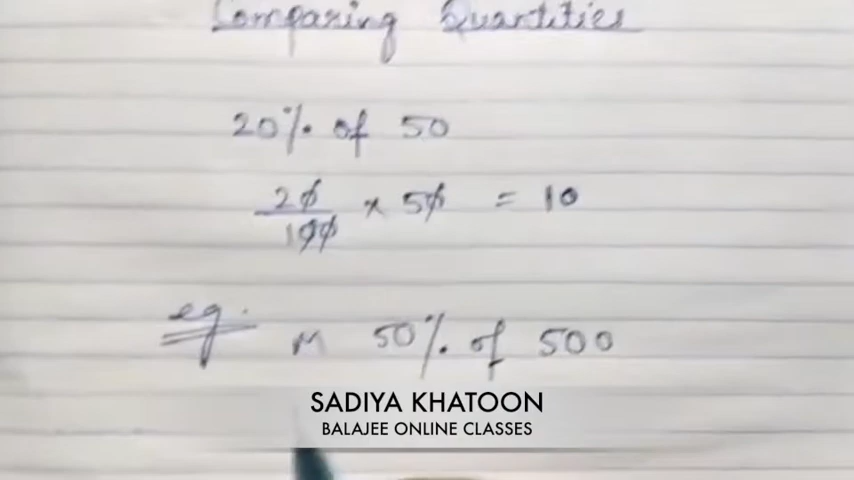 Comparing Quantities
20% of 50
20/100 x 50 = 10
eg. M 50% of 500
SADIYA KHATOON
BALAJEE ONLINE CLASSES